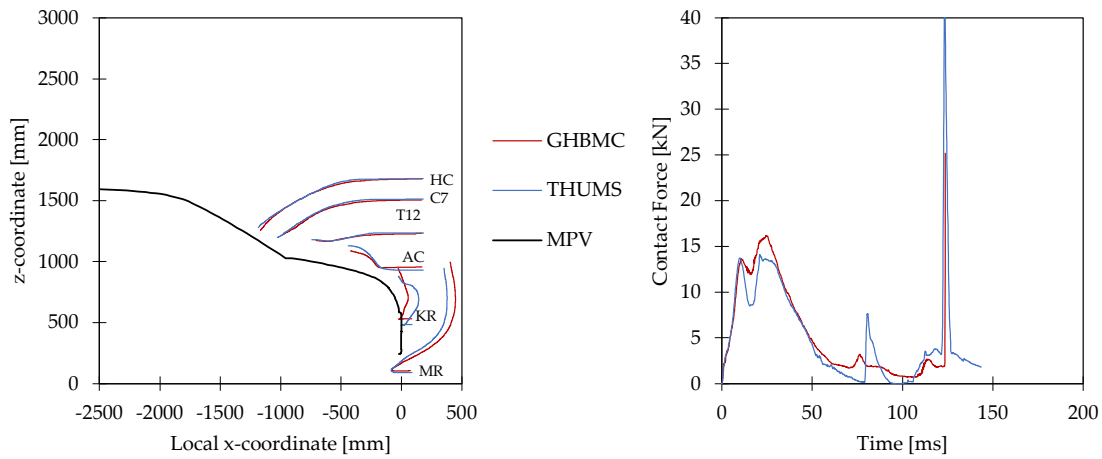 3000
2500
2000
1500
1000
500
0
z-coordinate [mm]
-2500 -2000 -1500 -1000 -500 0 500
Local x-coordinate [mm]
HC
C7
T12
AC
KR
MR
GHBMC
THUMS
MPV
40
35
30
25
20
15
10
5
0
Contact Force [kN]
0 50 100 150 200
Time [ms]